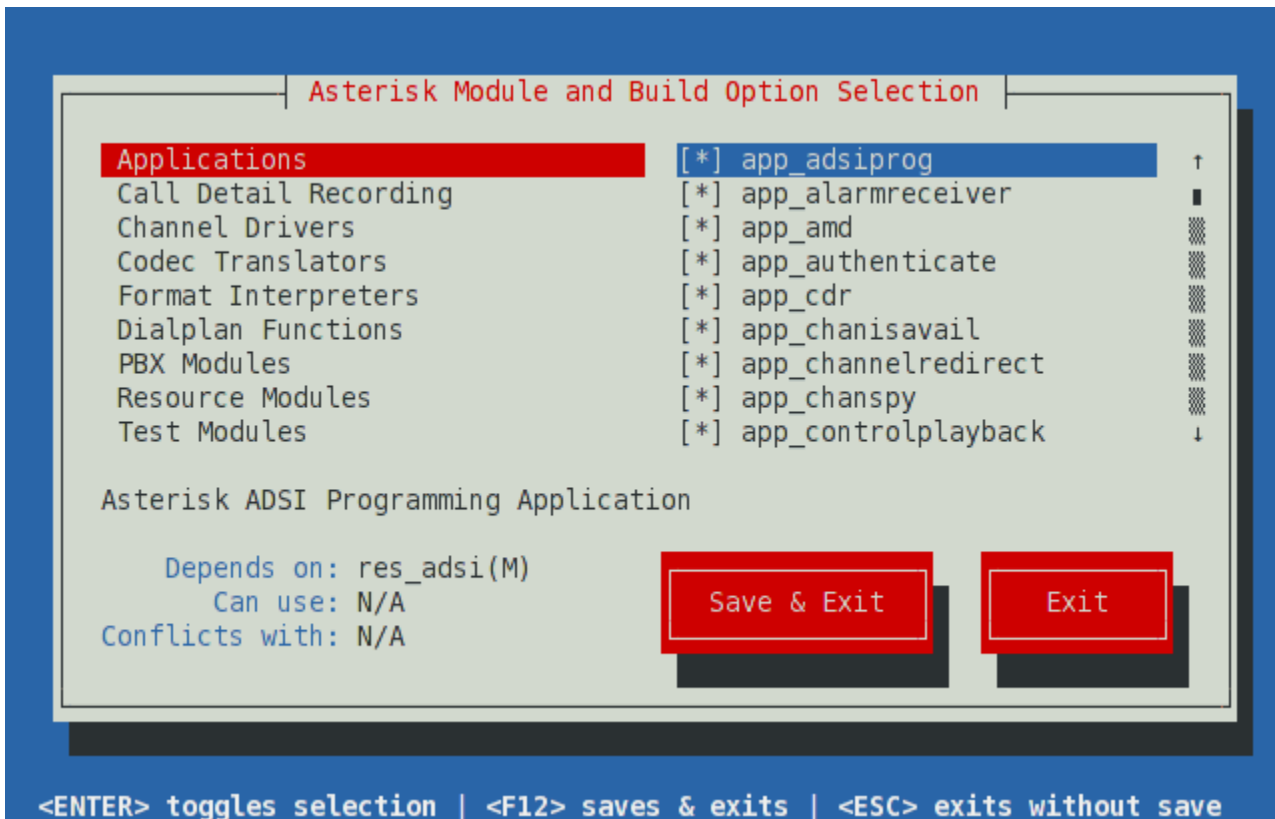 Asterisk Module and Build Option Selection
Applications [*] app_adsiprog ↑
Call Detail Recording [*] app_alarmreceiver
Channel Drivers [*] app_amd
Codec Translators [*] app_authenticate
Format Interpreters [*] app_cdr
Dialplan Functions [*] app_chanisavail
PBX Modules [*] app_channelredirect
Resource Modules [*] app_chanspy
Test Modules [*] app_controlplayback ↓
Asterisk ADSI Programming Application
Depends on: res_adsi(M)
Can use: N/A
Conflicts with: N/A
Save & Exit Exit
<ENTER> toggles selection | <F12> saves & exits | <ESC> exits without save